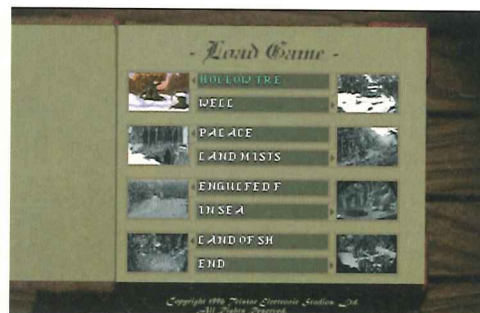 - Load Game -
HOLLOW TRE
WELL
PALACE
LAND MISTS
ENGULFED F
IN SEA
LAND OF SH
END
Copyright 1996 Tristar Electronic Studios Ltd.
All Rights Reserved.